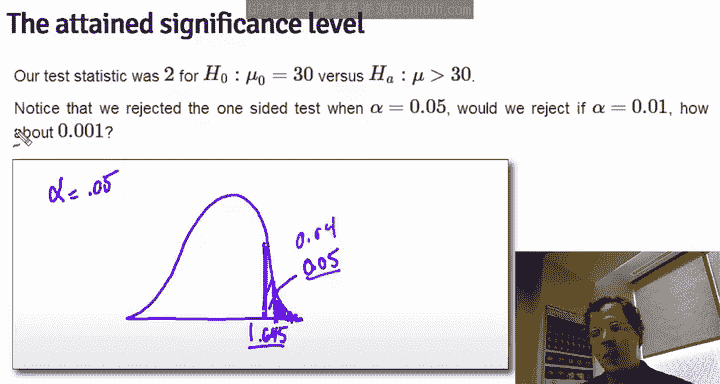 The attained significance level
Our test statistic was 2 for H₀ : μ₀ = 30 versus Hₐ : μ > 30.
Notice that we rejected the one sided test when α = 0.05, would we reject if α = 0.01, how
about 0.001?
α = .05
0.04
0.05
1.645